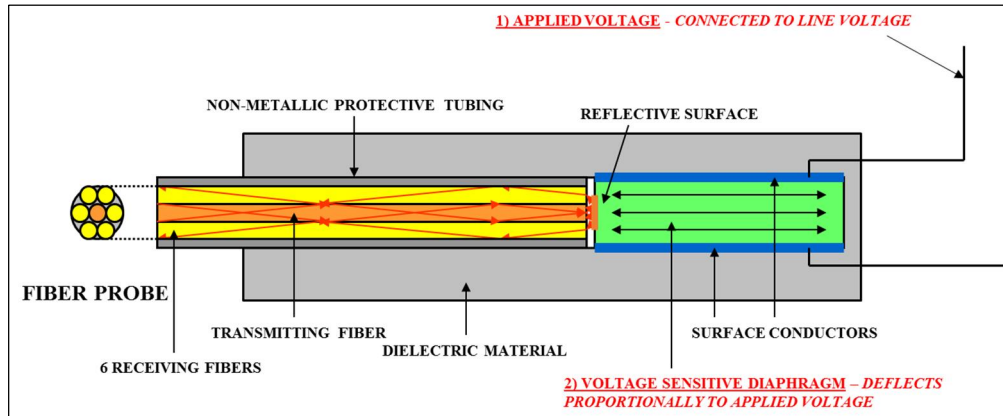 1) APPLIED VOLTAGE - CONNECTED TO LINE VOLTAGE
NON-METALLIC PROTECTIVE TUBING
REFLECTIVE SURFACE
FIBER PROBE
TRANSMITTING FIBER
DIELECTRIC MATERIAL
SURFACE CONDUCTORS
6 RECEIVING FIBERS
2) VOLTAGE SENSITIVE DIAPHRAGM – DEFLECTS
PROPORTIONALLY TO APPLIED VOLTAGE